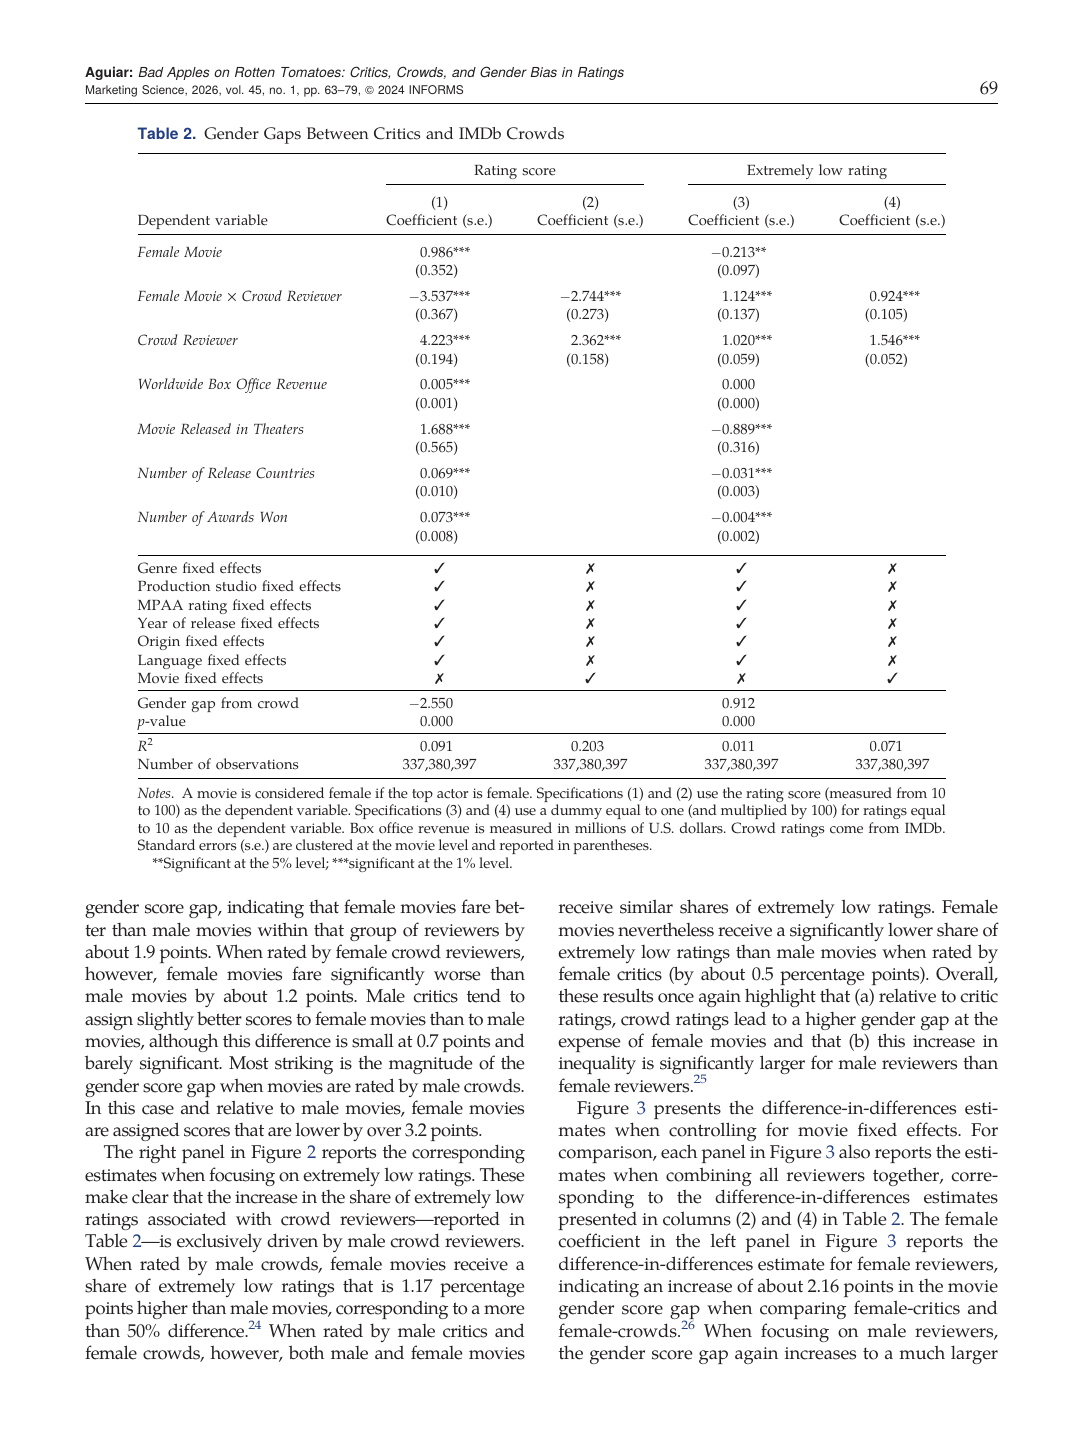 Aguiar: Bad Apples on Rotten Tomatoes: Critics, Crowds, and Gender Bias in Ratings
Marketing Science, 2026, vol. 45, no. 1, pp. 63–79, © 2024 INFORMS
69
Table 2. Gender Gaps Between Critics and IMDb Crowds
Rating score Extremely low rating
(1) (2) (3) (4)
Dependent variable Coefficient (s.e.) Coefficient (s.e.) Coefficient (s.e.) Coefficient (s.e.)
Female Movie 0.986*** −0.213**
(0.352) (0.097)
Female Movie × Crowd Reviewer −3.537*** −2.744*** 1.124*** 0.924***
(0.367) (0.273) (0.137) (0.105)
Crowd Reviewer 4.223*** 2.362*** 1.020*** 1.546***
(0.194) (0.158) (0.059) (0.052)
Worldwide Box Office Revenue 0.005*** 0.000
(0.001) (0.000)
Movie Released in Theaters 1.688*** −0.889***
(0.565) (0.316)
Number of Release Countries 0.069*** −0.031***
(0.010) (0.003)
Number of Awards Won 0.073*** −0.004***
(0.008) (0.002)
Genre fixed effects ✓ ✗ ✓ ✗
Production studio fixed effects ✓ ✗ ✓ ✗
MPAA rating fixed effects ✓ ✗ ✓ ✗
Year of release fixed effects ✓ ✗ ✓ ✗
Origin fixed effects ✓ ✗ ✓ ✗
Language fixed effects ✓ ✗ ✓ ✗
Movie fixed effects ✗ ✓ ✗ ✓
Gender gap from crowd −2.550 0.912
p-value 0.000 0.000
R2 0.091 0.203 0.011 0.071
Number of observations 337,380,397 337,380,397 337,380,397 337,380,397
Notes. A movie is considered female if the top actor is female. Specifications (1) and (2) use the rating score (measured from 10
to 100) as the dependent variable. Specifications (3) and (4) use a dummy equal to one (and multiplied by 100) for ratings equal
to 10 as the dependent variable. Box office revenue is measured in millions of U.S. dollars. Crowd ratings come from IMDb.
Standard errors (s.e.) are clustered at the movie level and reported in parentheses.
**Significant at the 5% level; ***significant at the 1% level.
gender score gap, indicating that female movies fare bet-
ter than male movies within that group of reviewers by
about 1.9 points. When rated by female crowd reviewers,
however, female movies fare significantly worse than
male movies by about 1.2 points. Male critics tend to
assign slightly better scores to female movies than to male
movies, although this difference is small at 0.7 points and
barely significant. Most striking is the magnitude of the
gender score gap when movies are rated by male crowds.
In this case and relative to male movies, female movies
are assigned scores that are lower by over 3.2 points.
The right panel in Figure 2 reports the corresponding
estimates when focusing on extremely low ratings. These
make clear that the increase in the share of extremely low
ratings associated with crowd reviewers—reported in
Table 2—is exclusively driven by male crowd reviewers.
When rated by male crowds, female movies receive a
share of extremely low ratings that is 1.17 percentage
points higher than male movies, corresponding to a more
than 50% difference.24 When rated by male critics and
female crowds, however, both male and female movies
receive similar shares of extremely low ratings. Female
movies nevertheless receive a significantly lower share of
extremely low ratings than male movies when rated by
female critics (by about 0.5 percentage points). Overall,
these results once again highlight that (a) relative to critic
ratings, crowd ratings lead to a higher gender gap at the
expense of female movies and that (b) this increase in
inequality is significantly larger for male reviewers than
female reviewers.25
Figure 3 presents the difference-in-differences esti-
mates when controlling for movie fixed effects. For
comparison, each panel in Figure 3 also reports the esti-
mates when combining all reviewers together, corre-
sponding to the difference-in-differences estimates
presented in columns (2) and (4) in Table 2. The female
coefficient in the left panel in Figure 3 reports the
difference-in-differences estimate for female reviewers,
indicating an increase of about 2.16 points in the movie
gender score gap when comparing female-critics and
female-crowds.26 When focusing on male reviewers,
the gender score gap again increases to a much larger